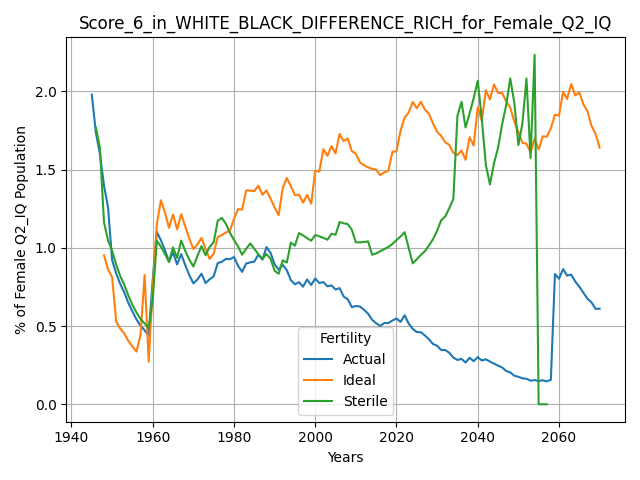 Score_6_in_WHITE_BLACK_DIFFERENCE_RICH_for_Female_Q2_IQ
% of Female Q2_IQ Population
2.0
1.5
1.0
0.5
0.0
Fertility
Actual
Ideal
Sterile
1940 1960 1980 2000 2020 2040 2060
Years